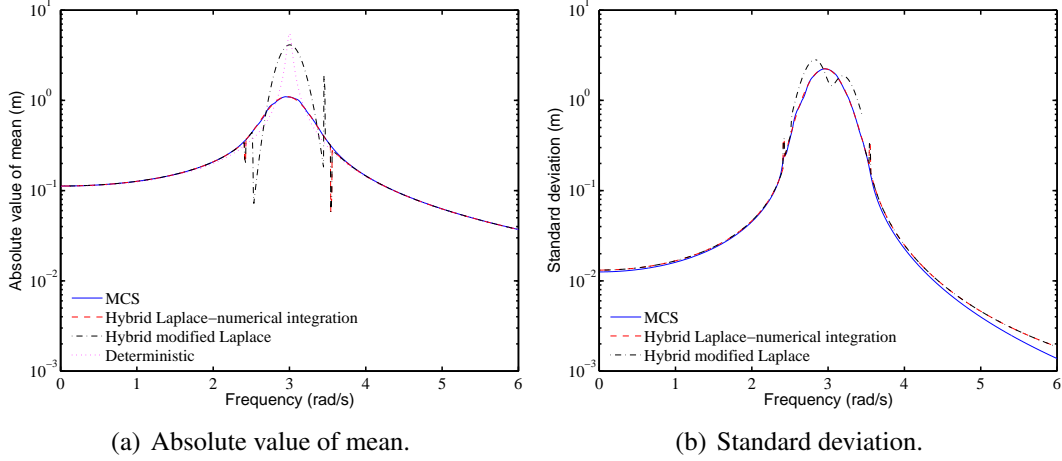 10^2
10^1
10^0
10^-1
10^-2
10^-3
Absolute value of mean (m)
MCS
Hybrid Laplace−numerical integration
Hybrid modified Laplace
Deterministic
0 1 2 3 4 5 6
Frequency (rad/s)
(a) Absolute value of mean.
10^1
10^0
10^-1
10^-2
10^-3
Standard deviation (m)
MCS
Hybrid Laplace−numerical integration
Hybrid modified Laplace
0 1 2 3 4 5 6
Frequency (rad/s)
(b) Standard deviation.